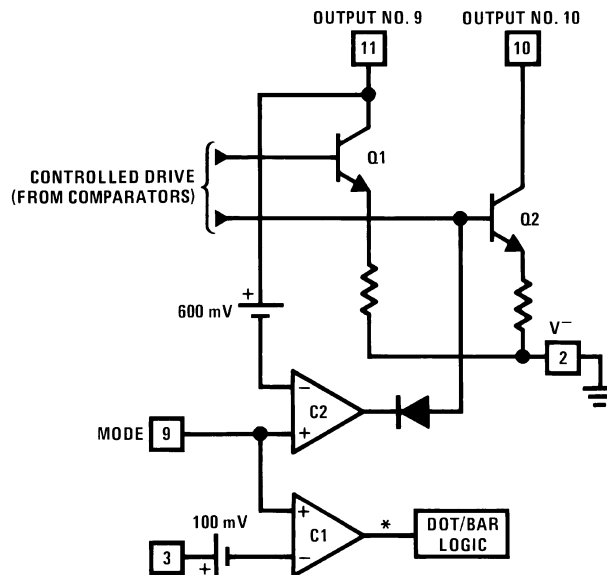 OUTPUT NO. 9
OUTPUT NO. 10
11
10
Q1
CONTROLLED DRIVE
(FROM COMPARATORS)
Q2
+
600 mV
V−
2
−
C2
MODE 9
+
+
100 mV
C1
*
DOT/BAR
LOGIC
3
+
−